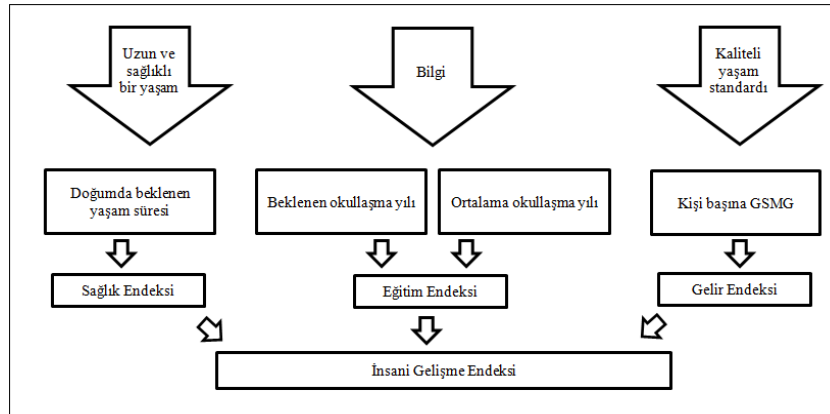 Uzun ve
sağlıklı
bir yaşam
Bilgi
Kaliteli
yaşam
standardı
Doğumda beklenen
yaşam süresi
Beklenen okullaşma yılı
Ortalama okullaşma yılı
Kişi başına GSMG
Sağlık Endeksi
Eğitim Endeksi
Gelir Endeksi
İnsani Gelişme Endeksi